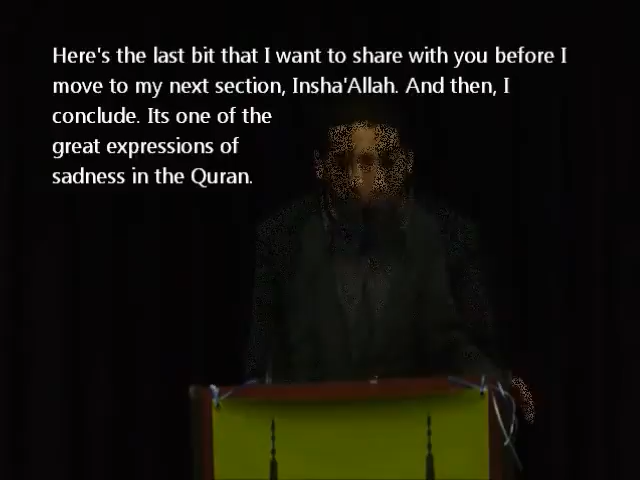 Here's the last bit that I want to share with you before I
move to my next section, Insha'Allah. And then, I
conclude. Its one of the
great expressions of
sadness in the Quran.